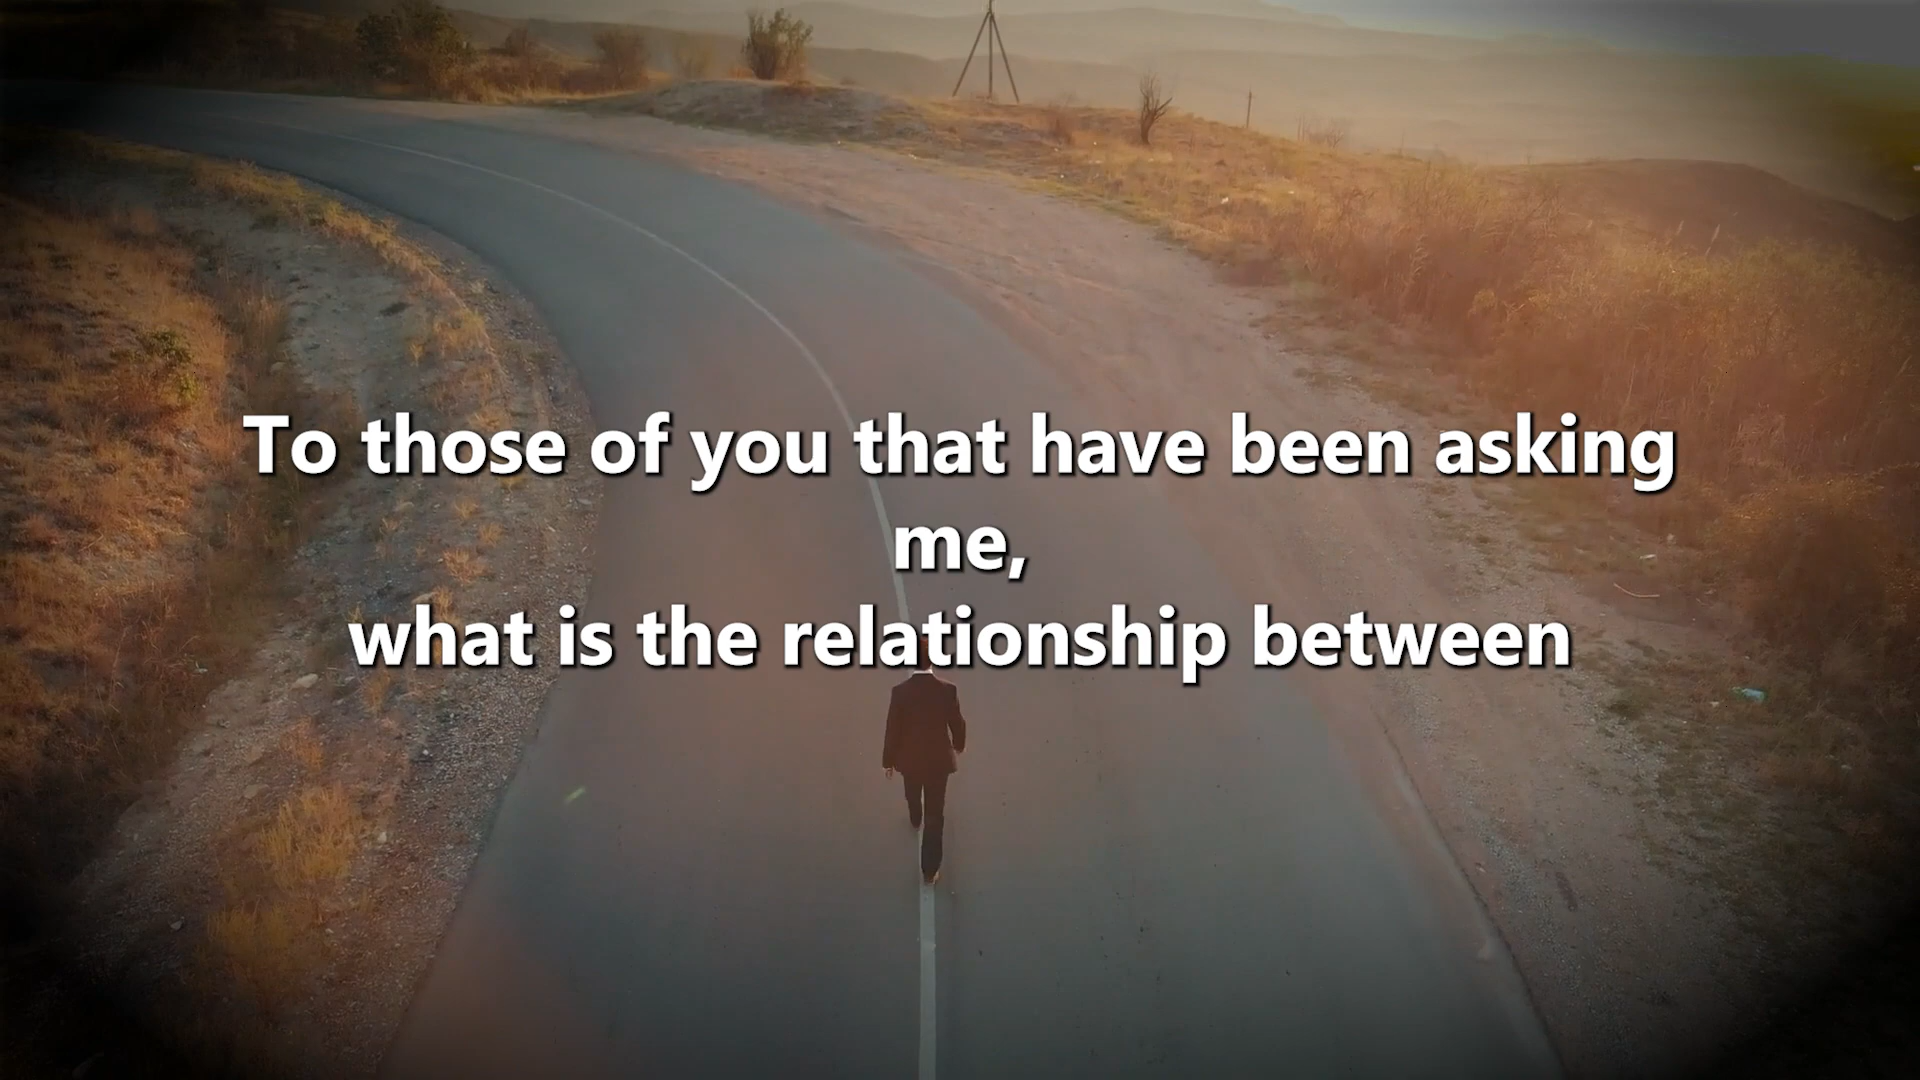 To those of you that have been asking
me,
what is the relationship between